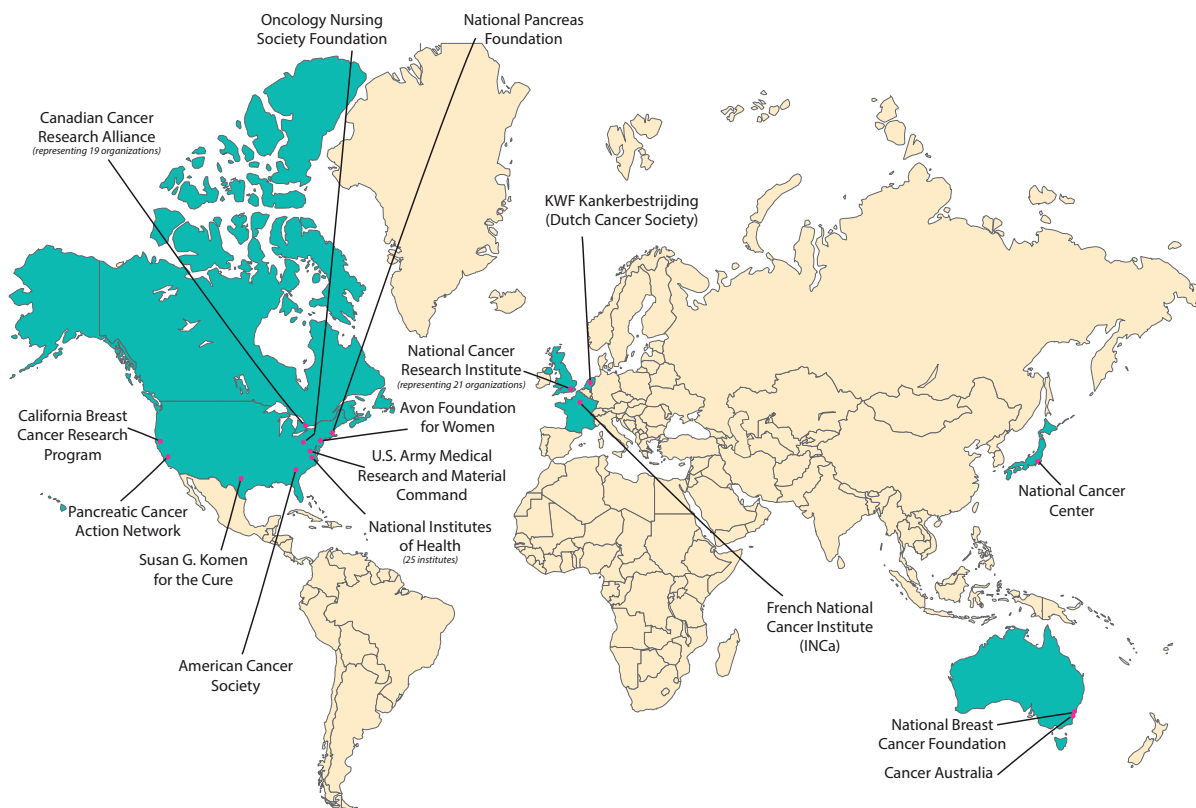 Oncology Nursing
Society Foundation
National Pancreas
Foundation
Canadian Cancer
Research Alliance
(representing 19 organizations)
KWF Kankerbestrijding
(Dutch Cancer Society)
National Cancer
Research Institute
(representing 21 organizations)
California Breast
Cancer Research
Program
Avon Foundation
for Women
U.S. Army Medical
Research and Material
Command
Pancreatic Cancer
Action Network
National Institutes
of Health
(25 institutes)
Susan G. Komen
for the Cure
American Cancer
Society
National Cancer
Center
French National
Cancer Institute
(INCa)
National Breast
Cancer Foundation
Cancer Australia